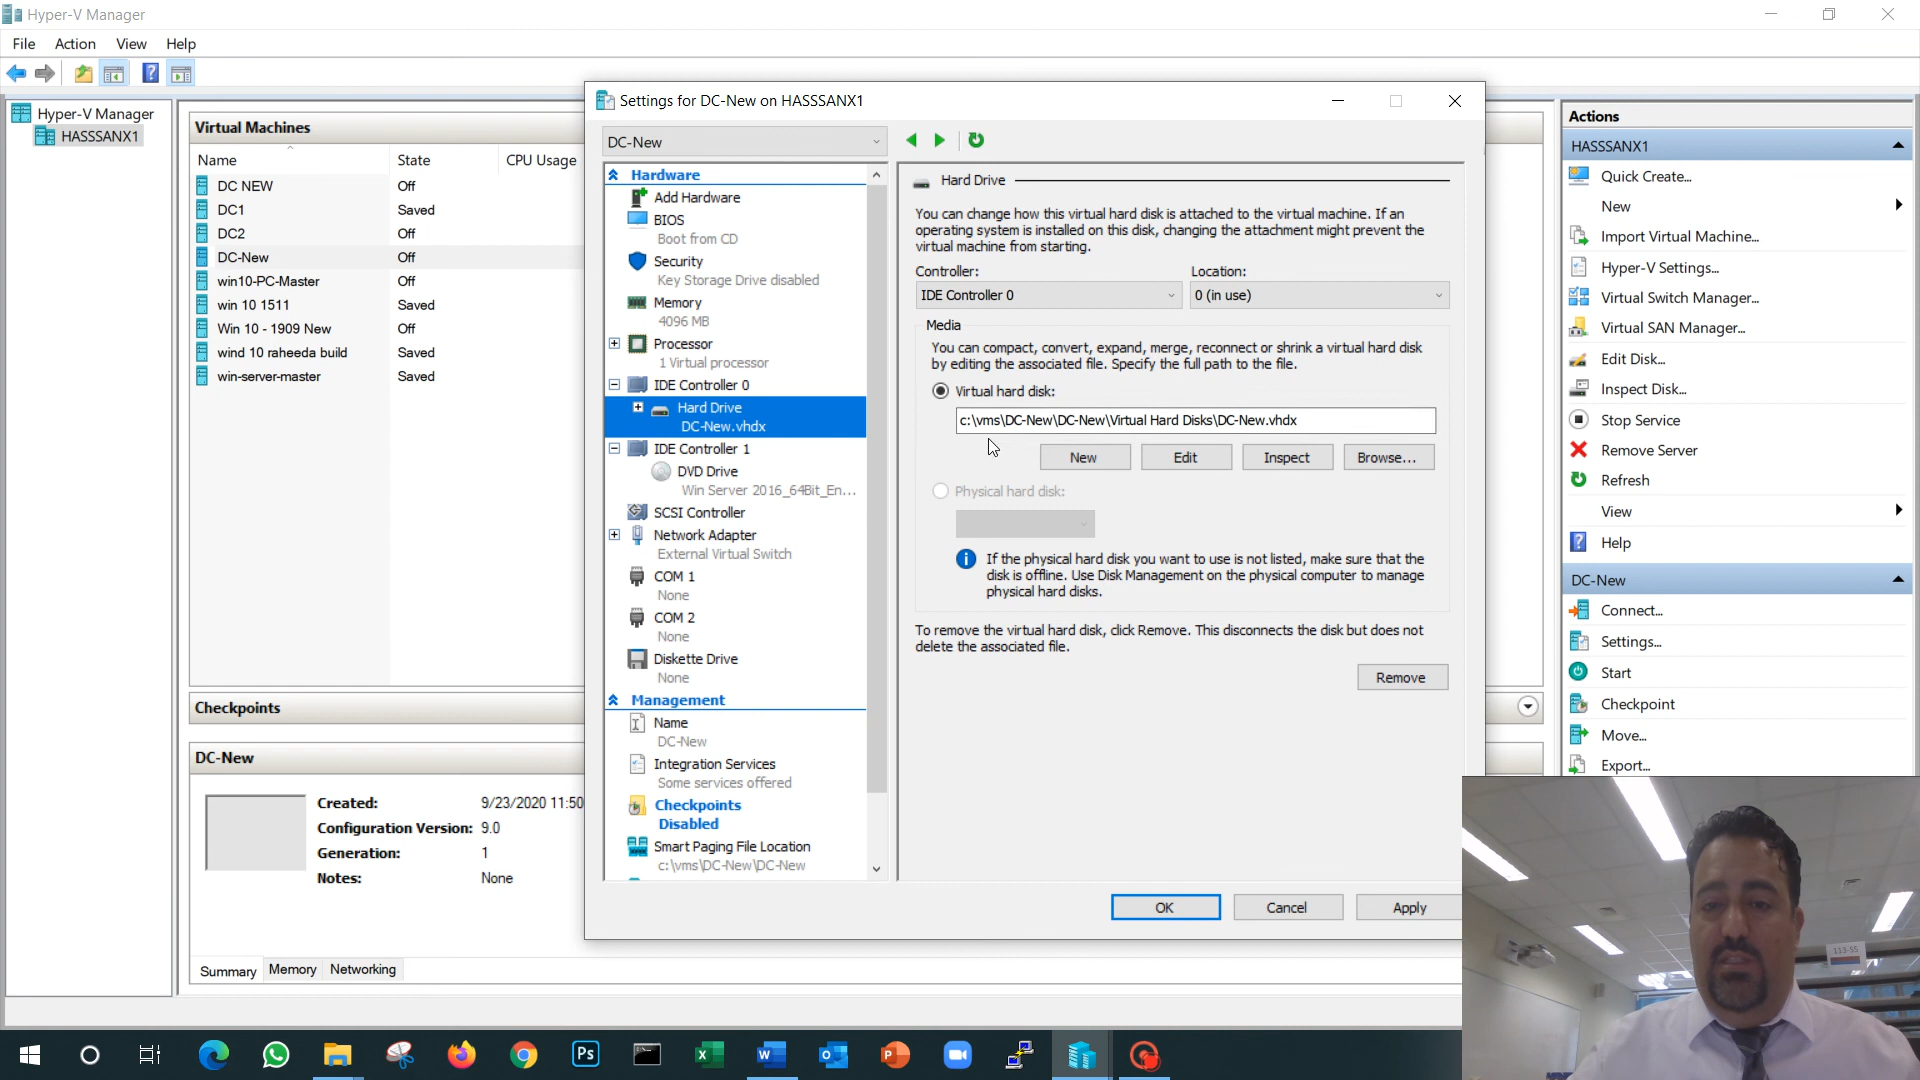 Hyper-V Manager
File Action View Help
Hyper-V Manager
HASSSANX1
Virtual Machines
Name State CPU Usage
DC NEW Off
DC1 Saved
DC2 Off
DC-New Off
win10-PC-Master Off
win 10 1511 Saved
Win 10 - 1909 New Off
wind 10 raheeda build Saved
win-server-master Saved
Checkpoints
DC-New
Created: 9/23/2020 11:50
Configuration Version: 9.0
Generation: 1
Notes: None
Summary Memory Networking
Settings for DC-New on HASSSANX1
DC-New
Hardware
Add Hardware
BIOS
Boot from CD
Security
Key Storage Drive disabled
Memory
4096 MB
Processor
1 Virtual processor
IDE Controller 0
Hard Drive
DC-New.vhdx
IDE Controller 1
DVD Drive
Win Server 2016_64Bit_En...
SCSI Controller
Network Adapter
External Virtual Switch
COM 1
None
COM 2
None
Diskette Drive
None
Management
Name
DC-New
Integration Services
Some services offered
Checkpoints
Disabled
Smart Paging File Location
c:\vms\DC-New\DC-New
Hard Drive
You can change how this virtual hard disk is attached to the virtual machine. If an
operating system is installed on this disk, changing the attachment might prevent the
virtual machine from starting.
Controller: Location:
IDE Controller 0 0 (in use)
Media
You can compact, convert, expand, merge, reconnect or shrink a virtual hard disk
by editing the associated file. Specify the full path to the file.
Virtual hard disk:
c:\vms\DC-New\DC-New\Virtual Hard Disks\DC-New.vhdx
New Edit Inspect Browse...
Physical hard disk:
If the physical hard disk you want to use is not listed, make sure that the
disk is offline. Use Disk Management on the physical computer to manage
physical hard disks.
To remove the virtual hard disk, click Remove. This disconnects the disk but does not
delete the associated file.
Remove
OK Cancel Apply
Actions
HASSSANX1
Quick Create...
New
Import Virtual Machine...
Hyper-V Settings...
Virtual Switch Manager...
Virtual SAN Manager...
Edit Disk...
Inspect Disk...
Stop Service
Remove Server
Refresh
View
Help
DC-New
Connect...
Settings...
Start
Checkpoint
Move...
Export...
113-55
Ps